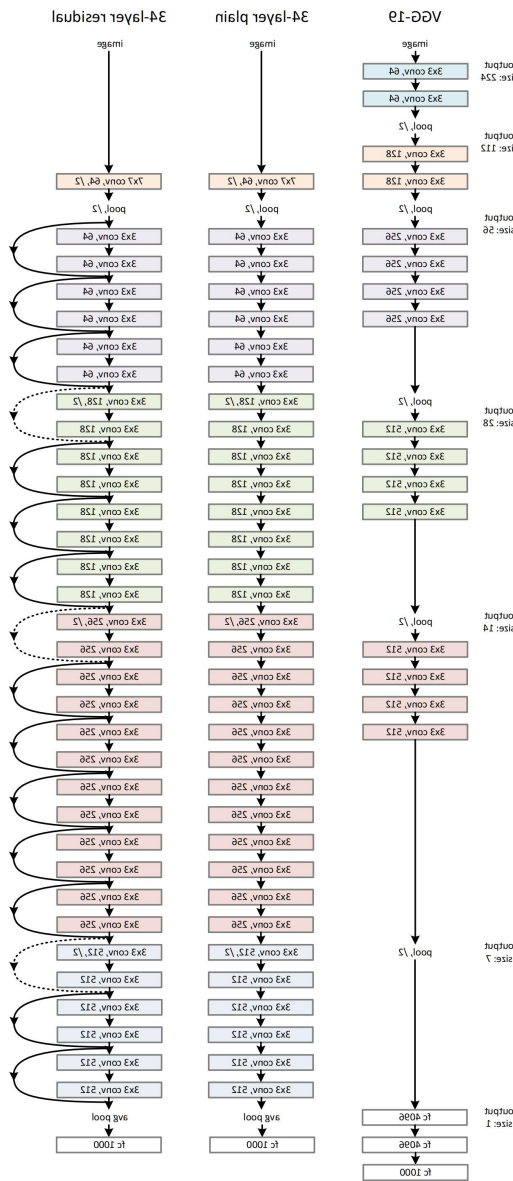 VGG-19
34-layer plain
34-layer residual
output
size: 224
output
size: 112
output
size: 56
output
size: 28
output
size: 14
output
size: 7
output
size: 1
image
3x3 conv, 64
3x3 conv, 64
pool, /2
3x3 conv, 128
3x3 conv, 128
pool, /2
3x3 conv, 256
3x3 conv, 256
3x3 conv, 256
3x3 conv, 256
pool, /2
3x3 conv, 512
3x3 conv, 512
3x3 conv, 512
3x3 conv, 512
pool, /2
3x3 conv, 512
3x3 conv, 512
3x3 conv, 512
3x3 conv, 512
pool, /2
fc 4096
fc 4096
fc 1000
image
7x7 conv, 64, /2
pool, /2
3x3 conv, 64
3x3 conv, 64
3x3 conv, 64
3x3 conv, 64
3x3 conv, 64
3x3 conv, 64
3x3 conv, 128, /2
3x3 conv, 128
3x3 conv, 128
3x3 conv, 128
3x3 conv, 128
3x3 conv, 128
3x3 conv, 128
3x3 conv, 128
3x3 conv, 256, /2
3x3 conv, 256
3x3 conv, 256
3x3 conv, 256
3x3 conv, 256
3x3 conv, 256
3x3 conv, 256
3x3 conv, 256
3x3 conv, 256
3x3 conv, 256
3x3 conv, 256
3x3 conv, 256
3x3 conv, 512, /2
3x3 conv, 512
3x3 conv, 512
3x3 conv, 512
3x3 conv, 512
3x3 conv, 512
avg pool
fc 1000
image
7x7 conv, 64, /2
pool, /2
3x3 conv, 64
3x3 conv, 64
3x3 conv, 64
3x3 conv, 64
3x3 conv, 64
3x3 conv, 64
3x3 conv, 128, /2
3x3 conv, 128
3x3 conv, 128
3x3 conv, 128
3x3 conv, 128
3x3 conv, 128
3x3 conv, 128
3x3 conv, 128
3x3 conv, 256, /2
3x3 conv, 256
3x3 conv, 256
3x3 conv, 256
3x3 conv, 256
3x3 conv, 256
3x3 conv, 256
3x3 conv, 256
3x3 conv, 256
3x3 conv, 256
3x3 conv, 256
3x3 conv, 256
3x3 conv, 512, /2
3x3 conv, 512
3x3 conv, 512
3x3 conv, 512
3x3 conv, 512
3x3 conv, 512
avg pool
fc 1000